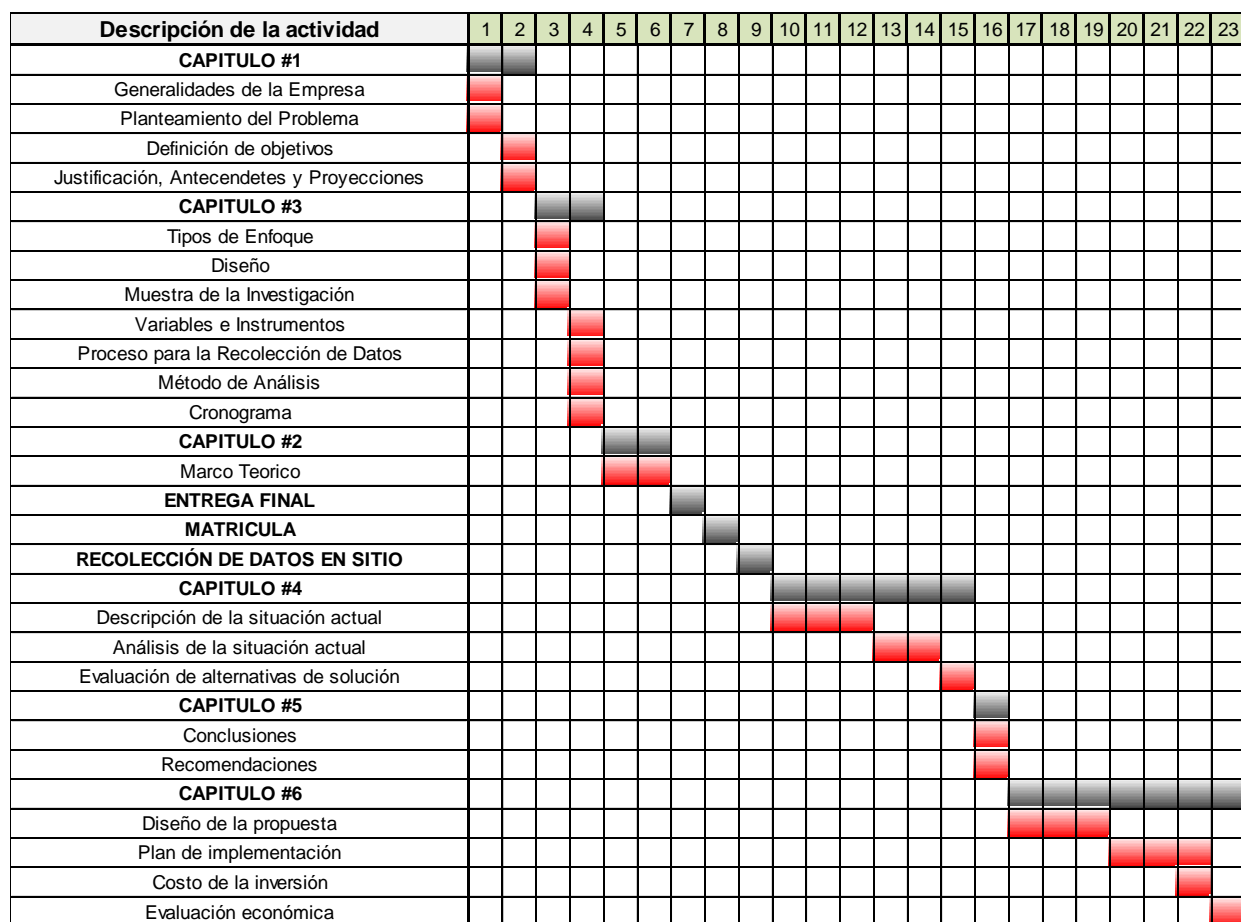 Descripción de la actividad 1 2 3 4 5 6 7 8 9 10 11 12 13 14 15 16 17 18 19 20 21 22 23
CAPITULO #1
Generalidades de la Empresa
Planteamiento del Problema
Definición de objetivos
Justificación, Antecendetes y Proyecciones
CAPITULO #3
Tipos de Enfoque
Diseño
Muestra de la Investigación
Variables e Instrumentos
Proceso para la Recolección de Datos
Método de Análisis
Cronograma
CAPITULO #2
Marco Teorico
ENTREGA FINAL
MATRICULA
RECOLECCIÓN DE DATOS EN SITIO
CAPITULO #4
Descripción de la situación actual
Análisis de la situación actual
Evaluación de alternativas de solución
CAPITULO #5
Conclusiones
Recomendaciones
CAPITULO #6
Diseño de la propuesta
Plan de implementación
Costo de la inversión
Evaluación económica